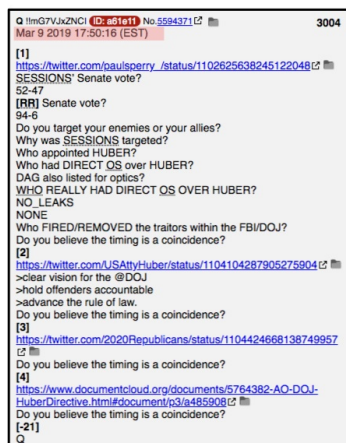 Q !!mG7VJxZNCI ID: a61e11 No.5594371 3004
Mar 9 2019 17:50:16 (EST)
[1]
https://twitter.com/paulsperry_/status/1102625638245122048
SESSIONS' Senate vote?
52-47
[RR] Senate vote?
94-6
Do you target your enemies or your allies?
Why was SESSIONS targeted?
Who appointed HUBER?
Who had DIRECT OS over HUBER?
DAG also listed for optics?
WHO REALLY HAD DIRECT OS OVER HUBER?
NO_LEAKS
NONE
Who FIRED/REMOVED the traitors within the FBI/DOJ?
Do you believe the timing is a coincidence?
[2]
https://twitter.com/USAttyHuber/status/1104104287905275904
>clear vision for the @DOJ
>hold offenders accountable
>advance the rule of law.
Do you believe the timing is a coincidence?
[3]
https://twitter.com/2020Republicans/status/1104424668138749957
Do you believe the timing is a coincidence?
[4]
https://www.documentcloud.org/documents/5764382-AO-DOJ-
HuberDirective.html#document/p3/a485908
Do you believe the timing is a coincidence?
[-21]
Q